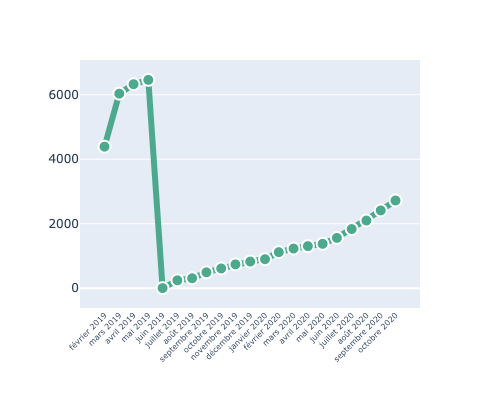 6000
4000
2000
0
février 2019
mars 2019
avril 2019
mai 2019
juin 2019
juillet 2019
août 2019
septembre 2019
octobre 2019
novembre 2019
décembre 2019
janvier 2020
février 2020
mars 2020
avril 2020
mai 2020
juin 2020
juillet 2020
août 2020
septembre 2020
octobre 2020